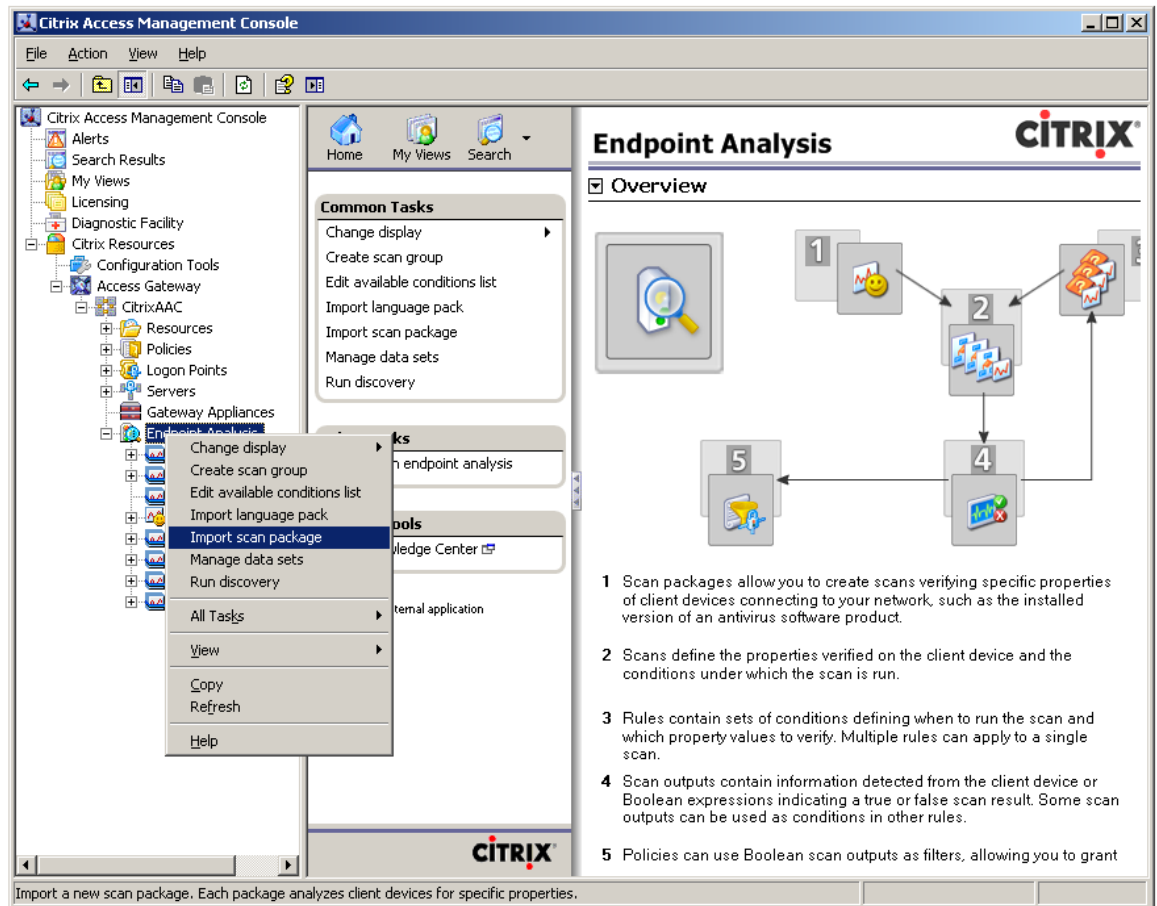 Citrix Access Management Console
File Action View Help
Citrix Access Management Console
Alerts
Search Results
My Views
Licensing
Diagnostic Facility
Citrix Resources
Configuration Tools
Access Gateway
CitrixAAC
Resources
Policies
Logon Points
Servers
Gateway Appliances
Endpoint Analysis
Change display
Create scan group
Edit available conditions list
Import language pack
Import scan package
Manage data sets
Run discovery
All Tasks
View
Copy
Refresh
Help
Home My Views Search
Common Tasks
Change display
Create scan group
Edit available conditions list
Import language pack
Import scan package
Manage data sets
Run discovery
ks
n endpoint analysis
ools
ledge Center
ternal application
CITRIX
Endpoint Analysis
CITRIX
Overview
1
2
5
4
1 Scan packages allow you to create scans verifying specific properties
of client devices connecting to your network, such as the installed
version of an antivirus software product.
2 Scans define the properties verified on the client device and the
conditions under which the scan is run.
3 Rules contain sets of conditions defining when to run the scan and
which property values to verify. Multiple rules can apply to a single
scan.
4 Scan outputs contain information detected from the client device or
Boolean expressions indicating a true or false scan result. Some scan
outputs can be used as conditions in other rules.
5 Policies can use Boolean scan outputs as filters, allowing you to grant
Import a new scan package. Each package analyzes client devices for specific properties.